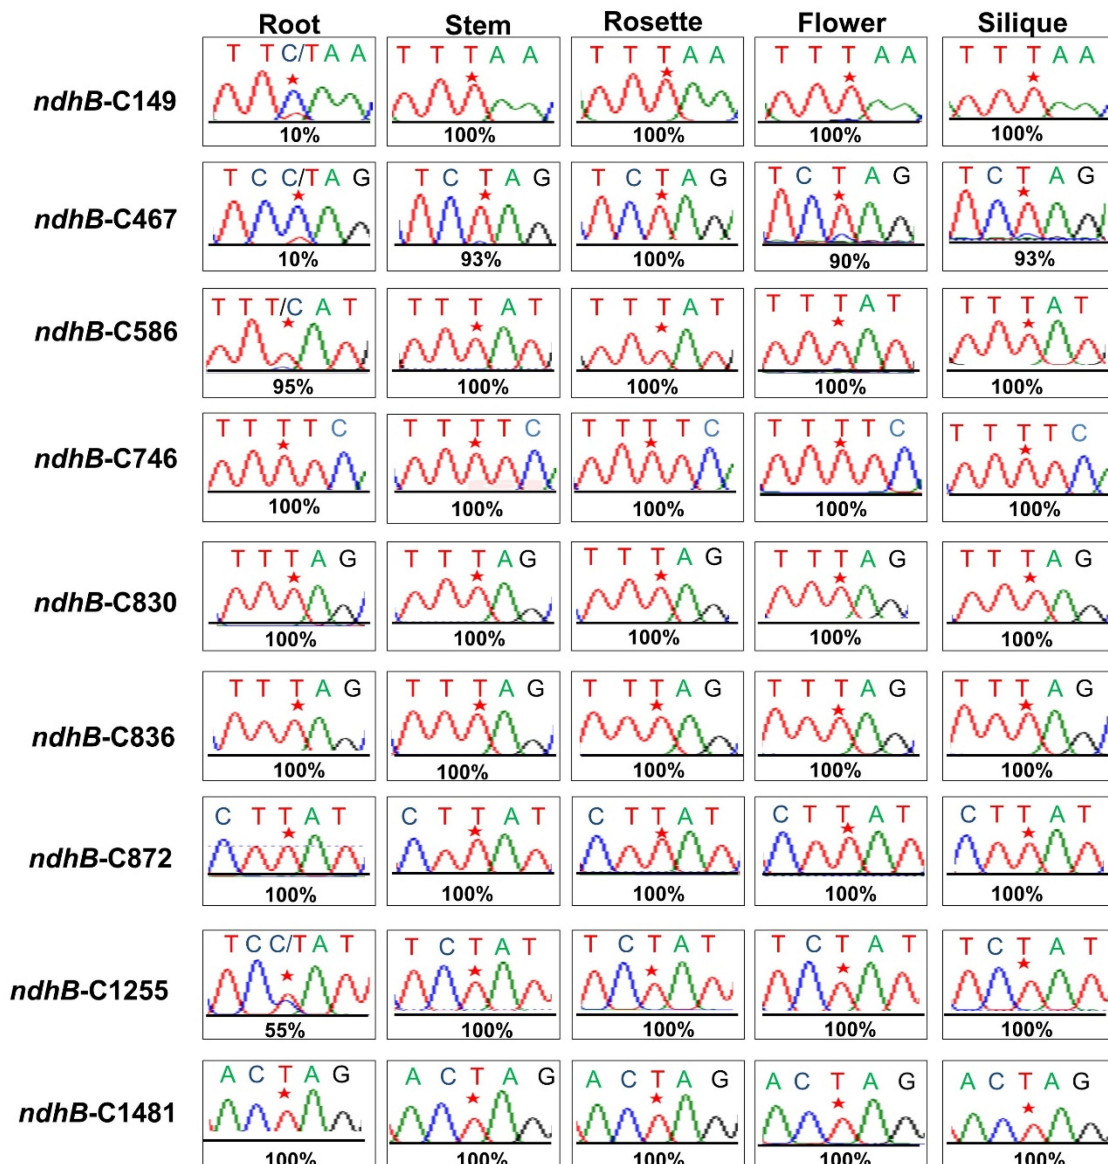 Root Stem Rosette Flower Silique
T T C/T A A T T T A A T T T A A T T T A A T T T A A
ndhB-C149
10% 100% 100% 100% 100%
T C C/T A G T C T A G T C T A G T C T A G T C T A G
ndhB-C467
10% 93% 100% 90% 93%
T T T/C A T T T T A T T T T A T T T T A T T T T A T
ndhB-C586
95% 100% 100% 100% 100%
T T T T C T T T T C T T T T C T T T T C T T T T C
ndhB-C746
100% 100% 100% 100% 100%
T T T A G T T T A G T T T A G T T T A G T T T A G
ndhB-C830
100% 100% 100% 100% 100%
T T T A G T T T A G T T T A G T T T A G T T T A G
ndhB-C836
100% 100% 100% 100% 100%
C T T A T C T T A T C T T A T C T T A T C T T A T
ndhB-C872
100% 100% 100% 100% 100%
T C C/T A T T C T A T T C T A T T C T A T T C T A T
ndhB-C1255
55% 100% 100% 100% 100%
A C T A G A C T A G A C T A G A C T A G A C T A G
ndhB-C1481
100% 100% 100% 100% 100%